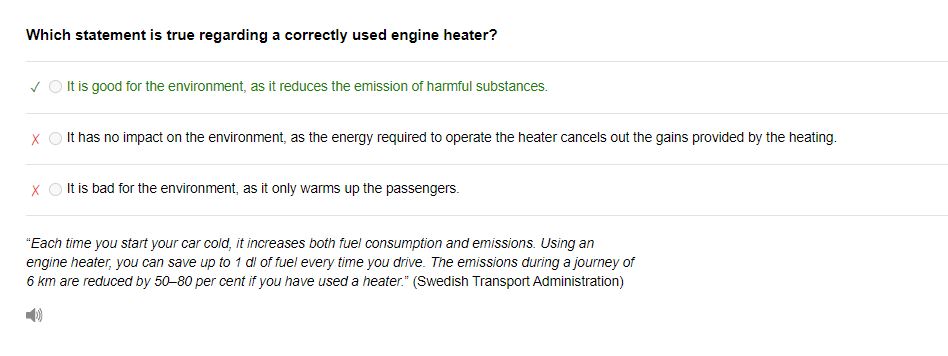 Which statement is true regarding a correctly used engine heater?
✓ It is good for the environment, as it reduces the emission of harmful substances.
X It has no impact on the environment, as the energy required to operate the heater cancels out the gains provided by the heating.
X It is bad for the environment, as it only warms up the passengers.
"Each time you start your car cold, it increases both fuel consumption and emissions. Using an
engine heater, you can save up to 1 dl of fuel every time you drive. The emissions during a journey of
6 km are reduced by 50–80 per cent if you have used a heater." (Swedish Transport Administration)